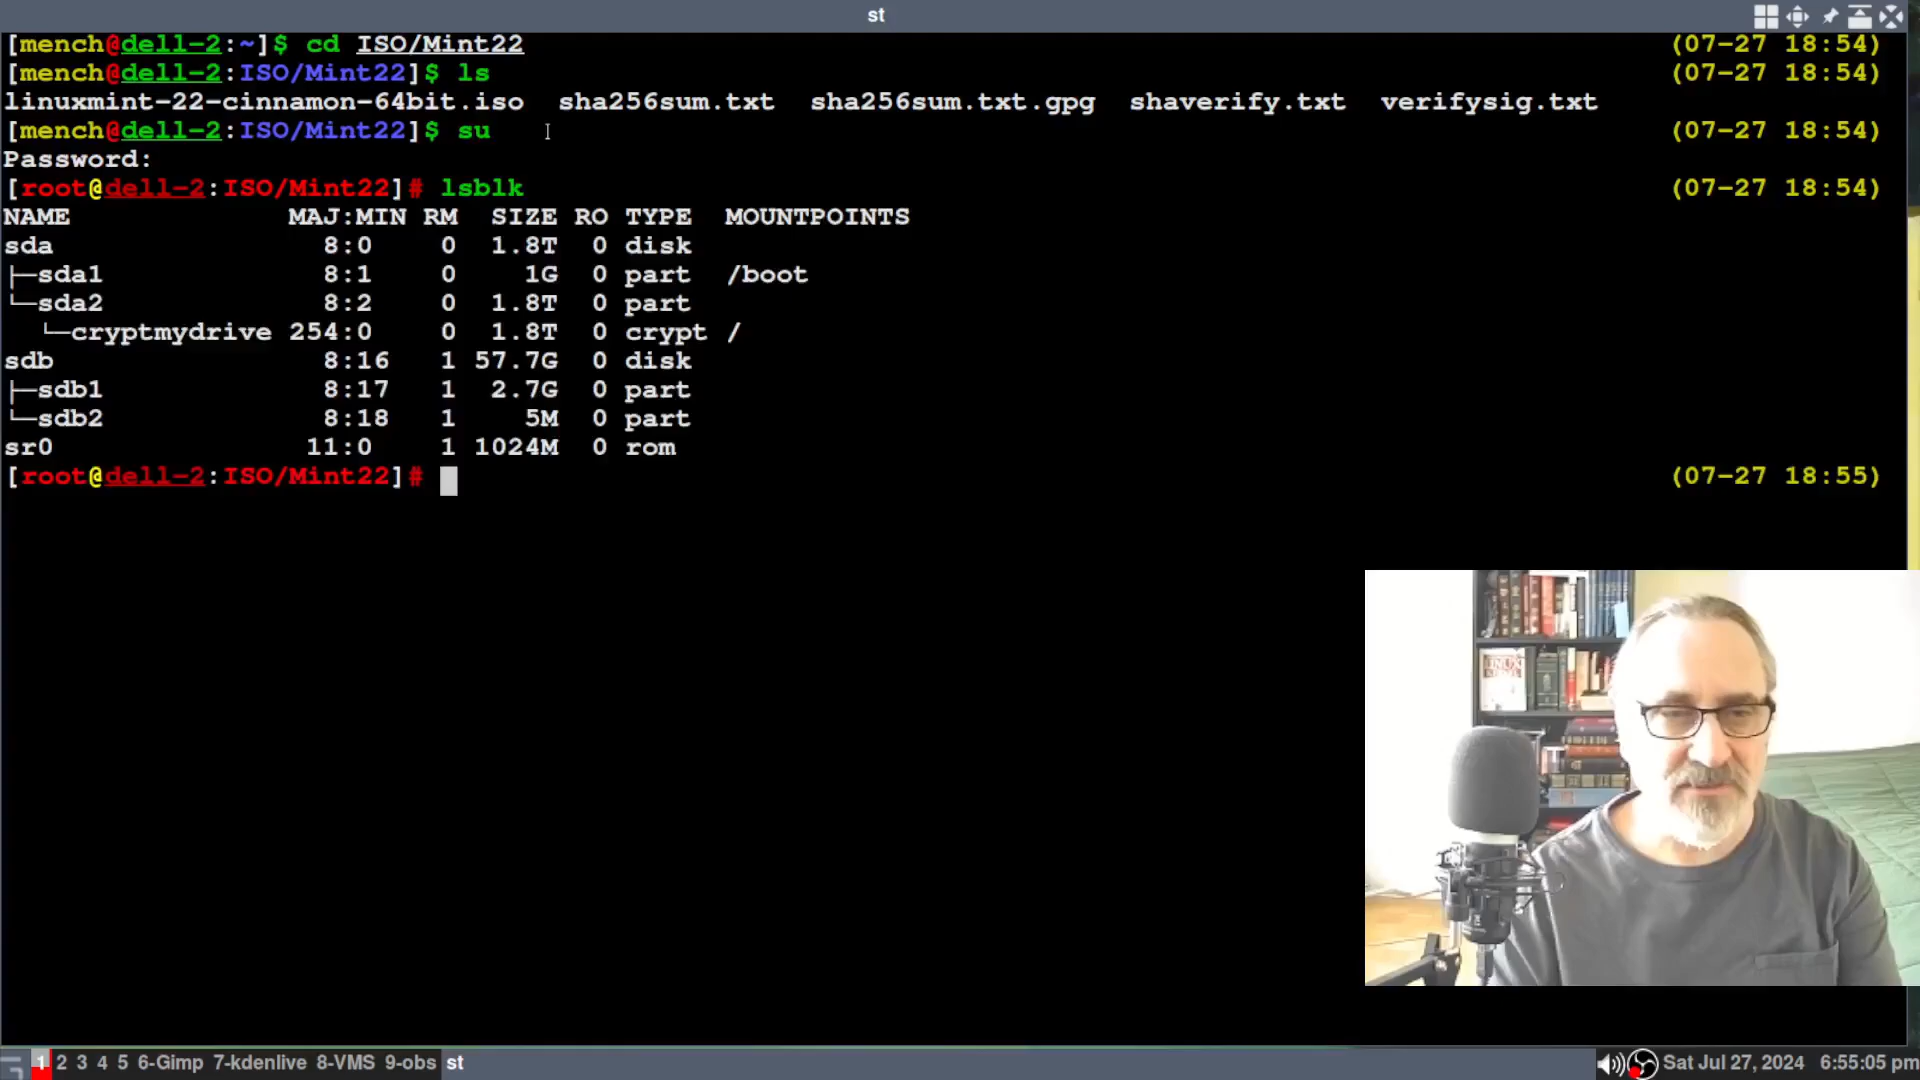 st
[mench@dell-2:~]$ cd ISO/Mint22 (07-27 18:54)
[mench@dell-2:ISO/Mint22]$ ls (07-27 18:54)
linuxmint-22-cinnamon-64bit.iso sha256sum.txt sha256sum.txt.gpg shaverify.txt verifysig.txt
[mench@dell-2:ISO/Mint22]$ su (07-27 18:54)
Password:
[root@dell-2:ISO/Mint22]# lsblk (07-27 18:54)
NAME MAJ:MIN RM SIZE RO TYPE MOUNTPOINTS
sda 8:0 0 1.8T 0 disk
├─sda1 8:1 0 1G 0 part /boot
└─sda2 8:2 0 1.8T 0 part
└─cryptmydrive 254:0 0 1.8T 0 crypt /
sdb 8:16 1 57.7G 0 disk
├─sdb1 8:17 1 2.7G 0 part
└─sdb2 8:18 1 5M 0 part
sr0 11:0 1 1024M 0 rom
[root@dell-2:ISO/Mint22]# (07-27 18:55)
LINUX
1 2 3 4 5 6-Gimp 7-kdenlive 8-VMS 9-obs st Sat Jul 27, 2024 6:55:05 pm